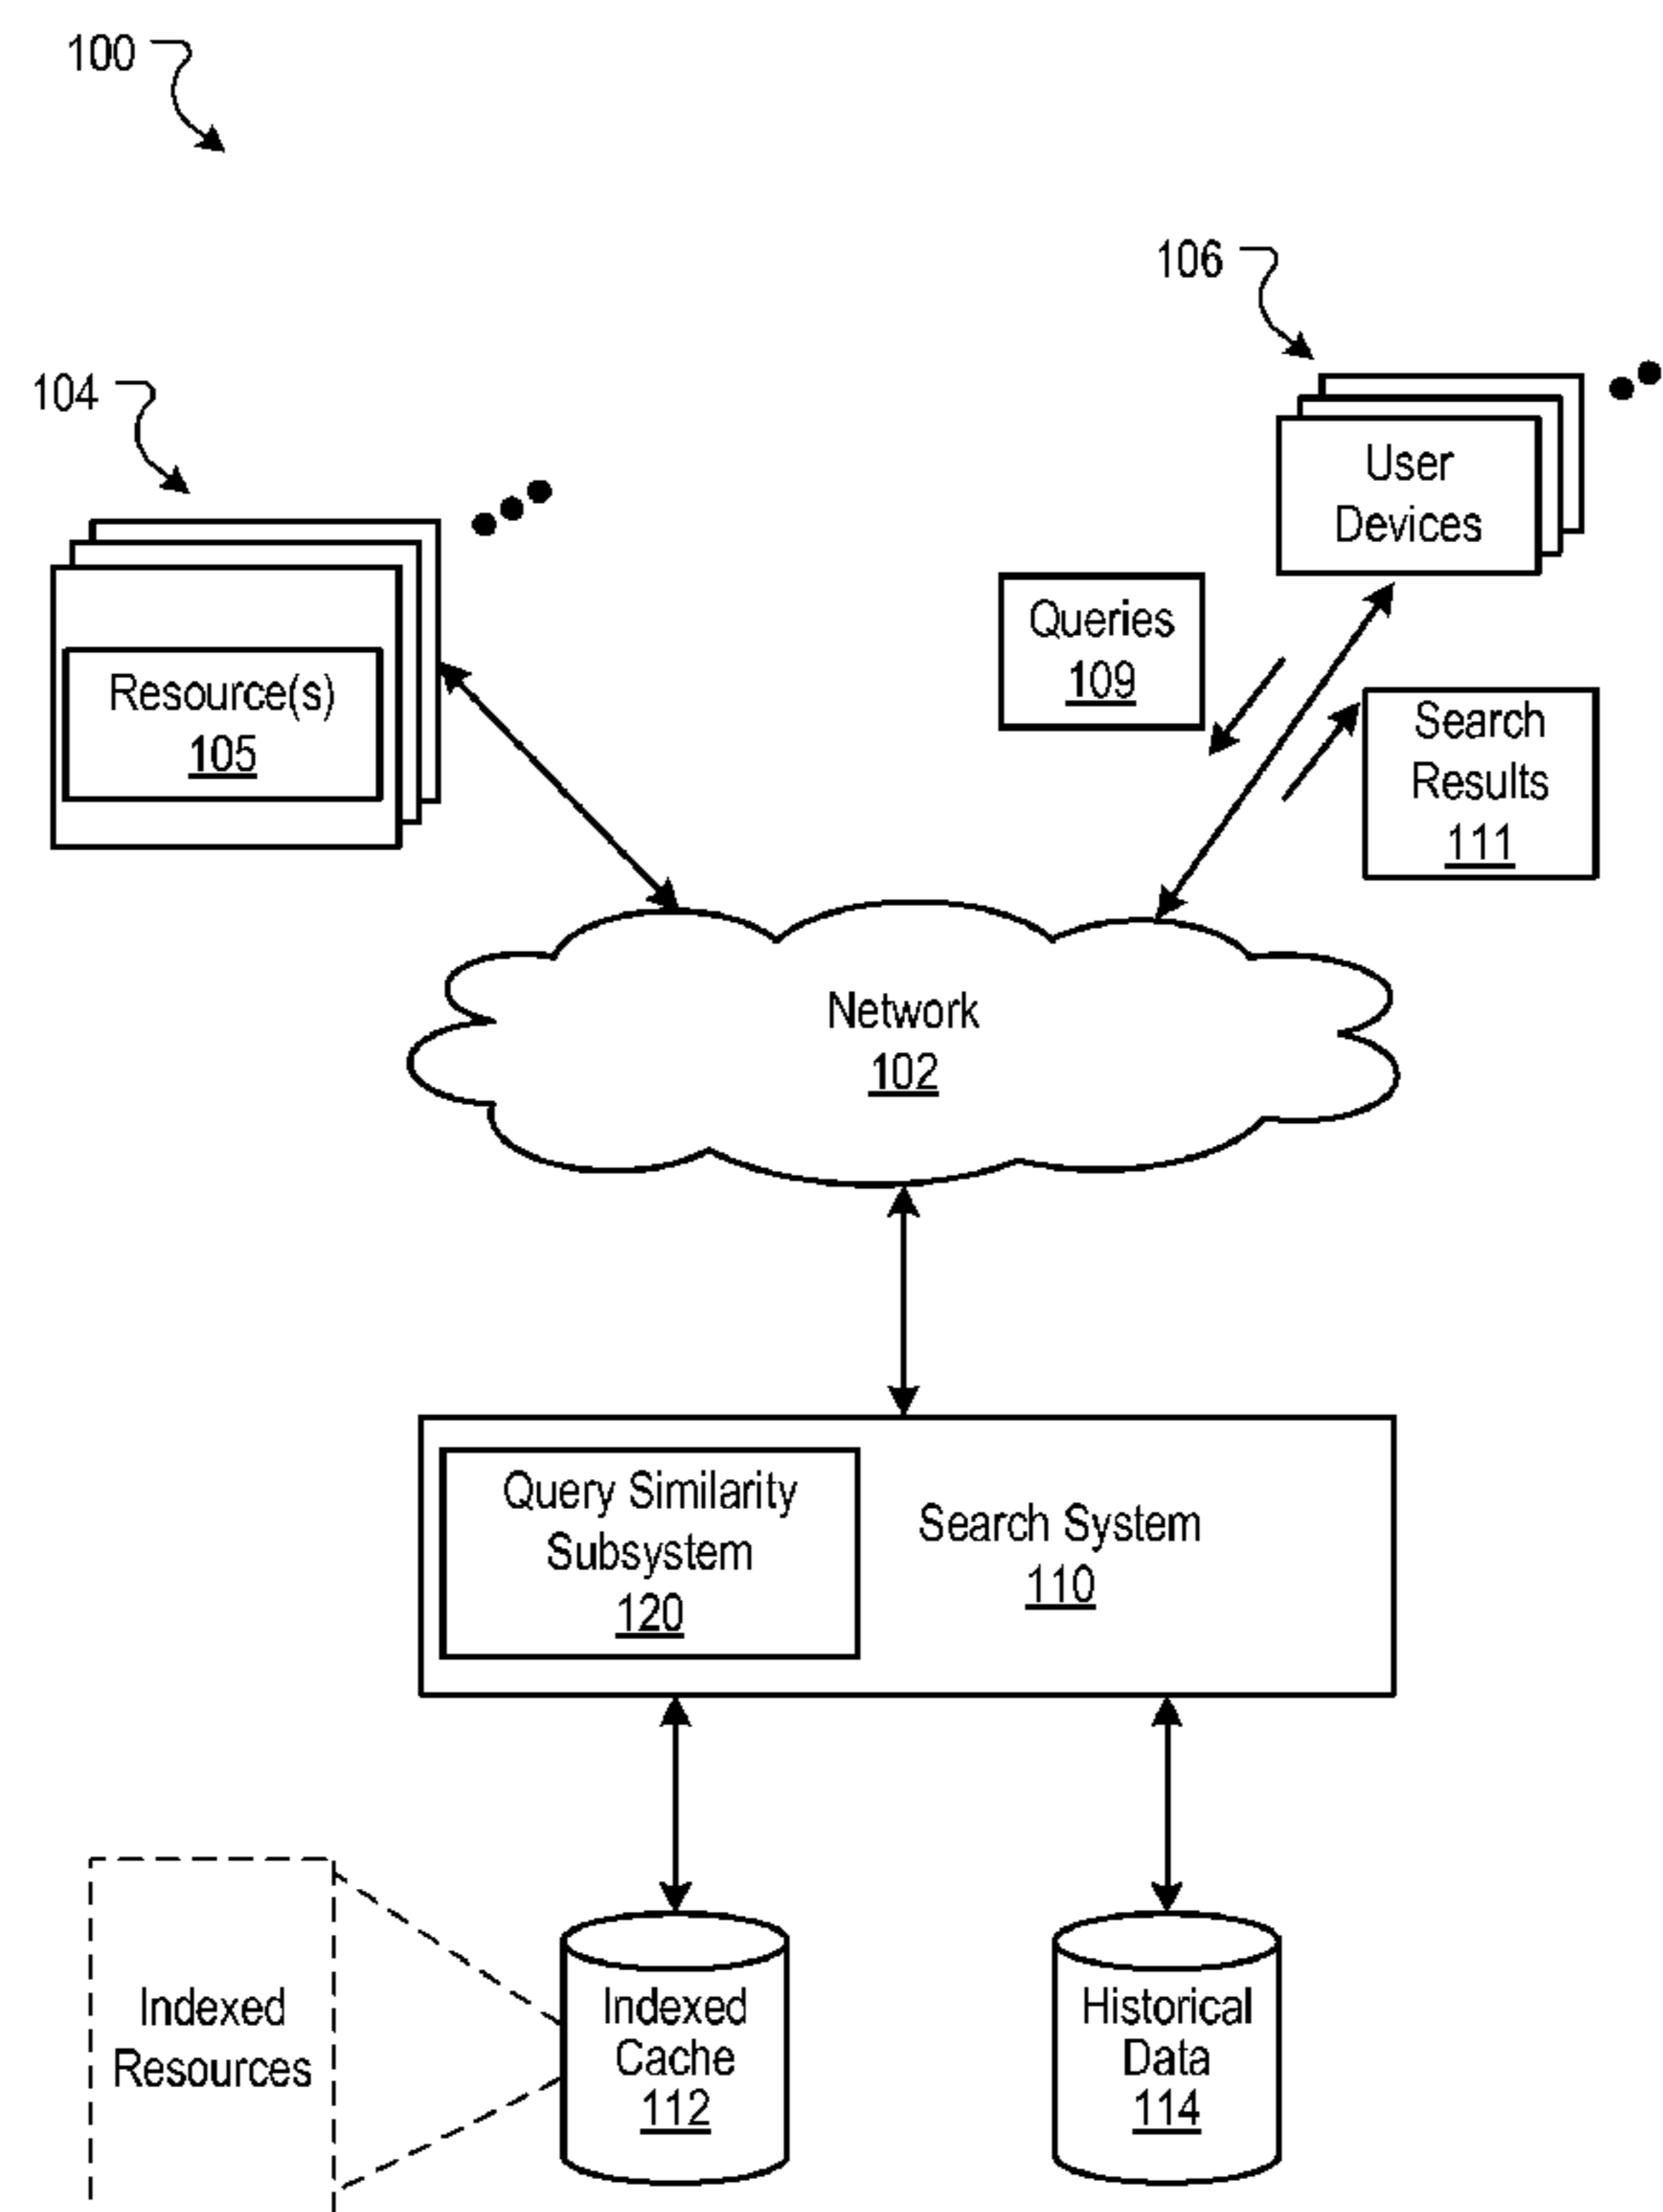 100
106
104
User
Devices
Queries
109
Resource(s)
105
Search
Results
111
Network
102
Query Similarity
Subsystem
120
Search System
110
Indexed
Resources
Indexed
Cache
112
Historical
Data
114